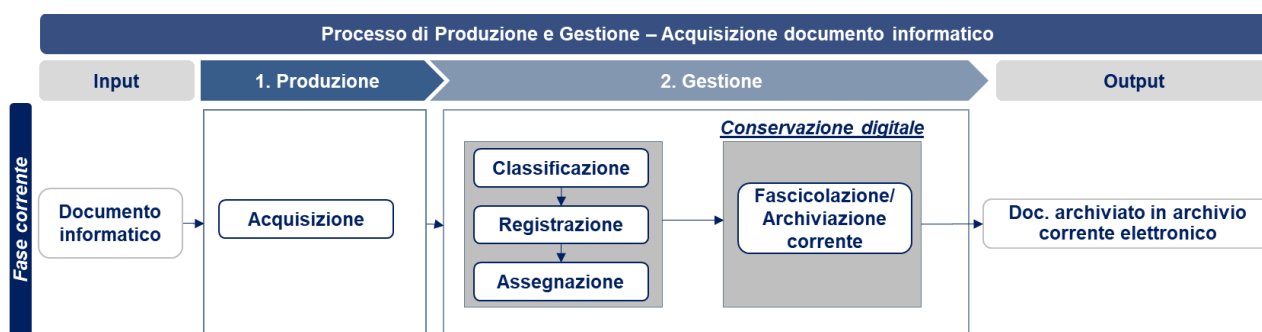 Processo di Produzione e Gestione – Acquisizione documento informatico
Input
1. Produzione
2. Gestione
Output
Fase corrente
Documento
informatico
Acquisizione
Classificazione
Registrazione
Assegnazione
Conservazione digitale
Fascicolazione/
Archiviazione
corrente
Doc. archiviato in archivio
corrente elettronico